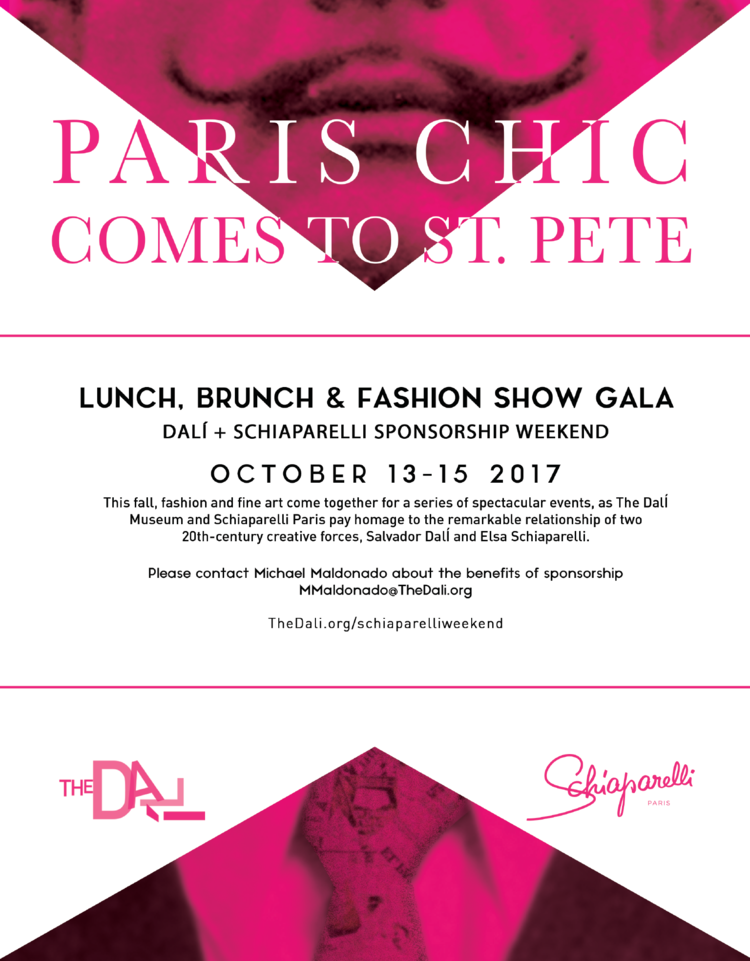 PARIS CHIC
COMES TO ST. PETE
LUNCH, BRUNCH & FASHION SHOW GALA
DALÍ + SCHIAPARELLI SPONSORSHIP WEEKEND
OCTOBER 13-15 2017
This fall, fashion and fine art come together for a series of spectacular events, as The DalÍ
Museum and Schiaparelli Paris pay homage to the remarkable relationship of two
20th-century creative forces, Salvador DalÍ and Elsa Schiaparelli.
Please contact Michael Maldonado about the benefits of sponsorship
MMaldonado@TheDali.org
TheDali.org/schiaparelliweekend
THE DALI
Schiaparelli
PARIS